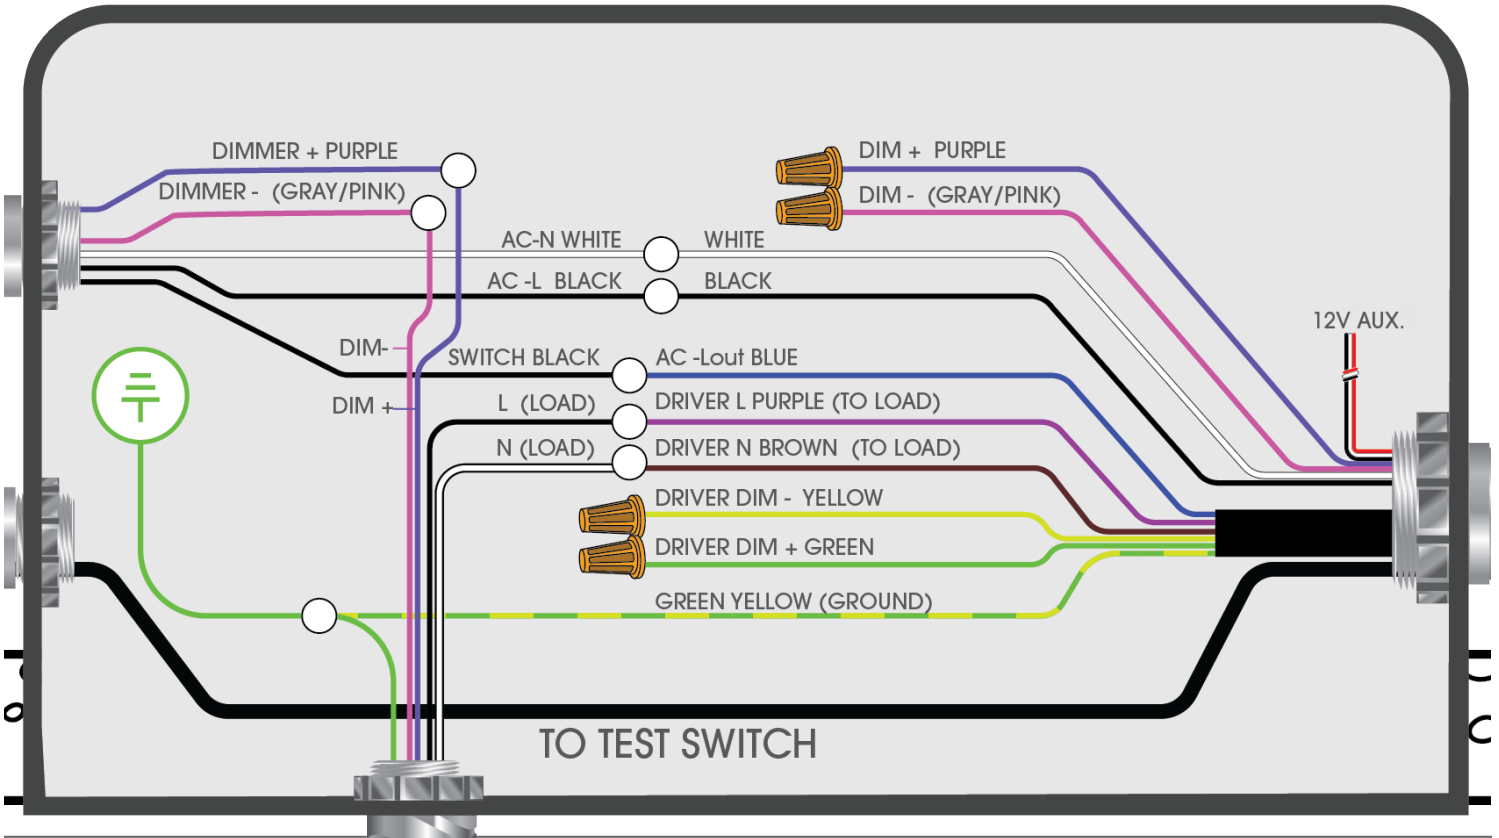 DIMMER + PURPLE
DIM + PURPLE
DIMMER - (GRAY/PINK)
DIM - (GRAY/PINK)
AC-N WHITE
WHITE
AC -L BLACK
BLACK
12V AUX.
DIM-
SWITCH BLACK
AC -Lout BLUE
DIM +
L (LOAD)
DRIVER L PURPLE (TO LOAD)
N (LOAD)
DRIVER N BROWN (TO LOAD)
DRIVER DIM - YELLOW
DRIVER DIM + GREEN
GREEN YELLOW (GROUND)
TO TEST SWITCH